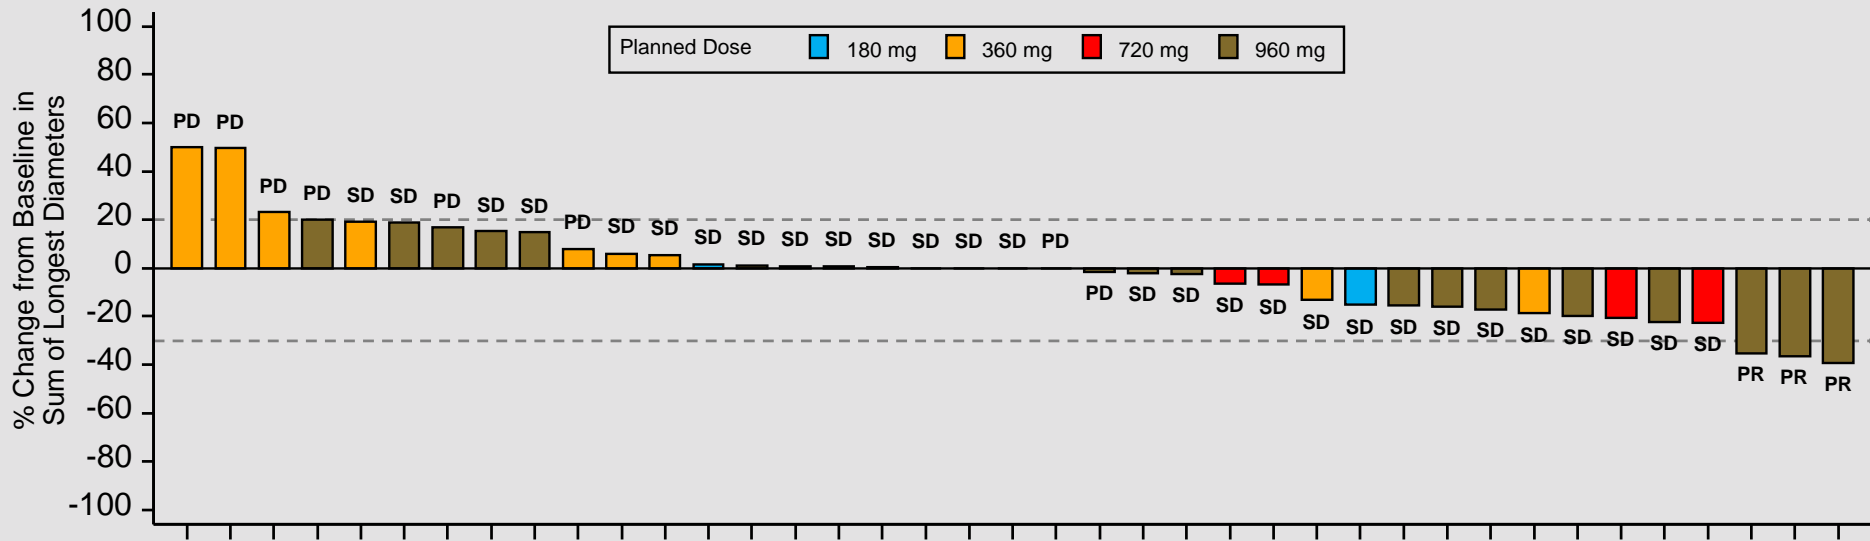 100
80
60
40
20
0
-20
-40
-60
-80
-100
% Change from Baseline in
Sum of Longest Diameters
Planned Dose 180 mg 360 mg 720 mg 960 mg
PD PD PD PD SD SD PD SD SD PD SD SD SD SD SD SD SD SD SD SD PD PD SD SD SD SD SD SD SD SD SD SD SD SD SD SD PR PR PR